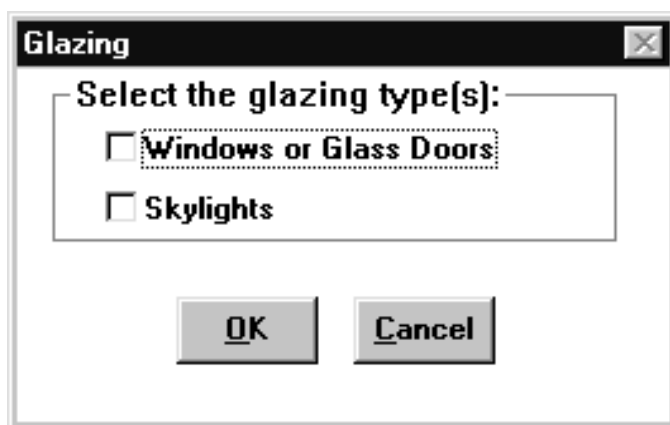 Glazing
Select the glazing type(s):
Windows or Glass Doors
Skylights
OK Cancel